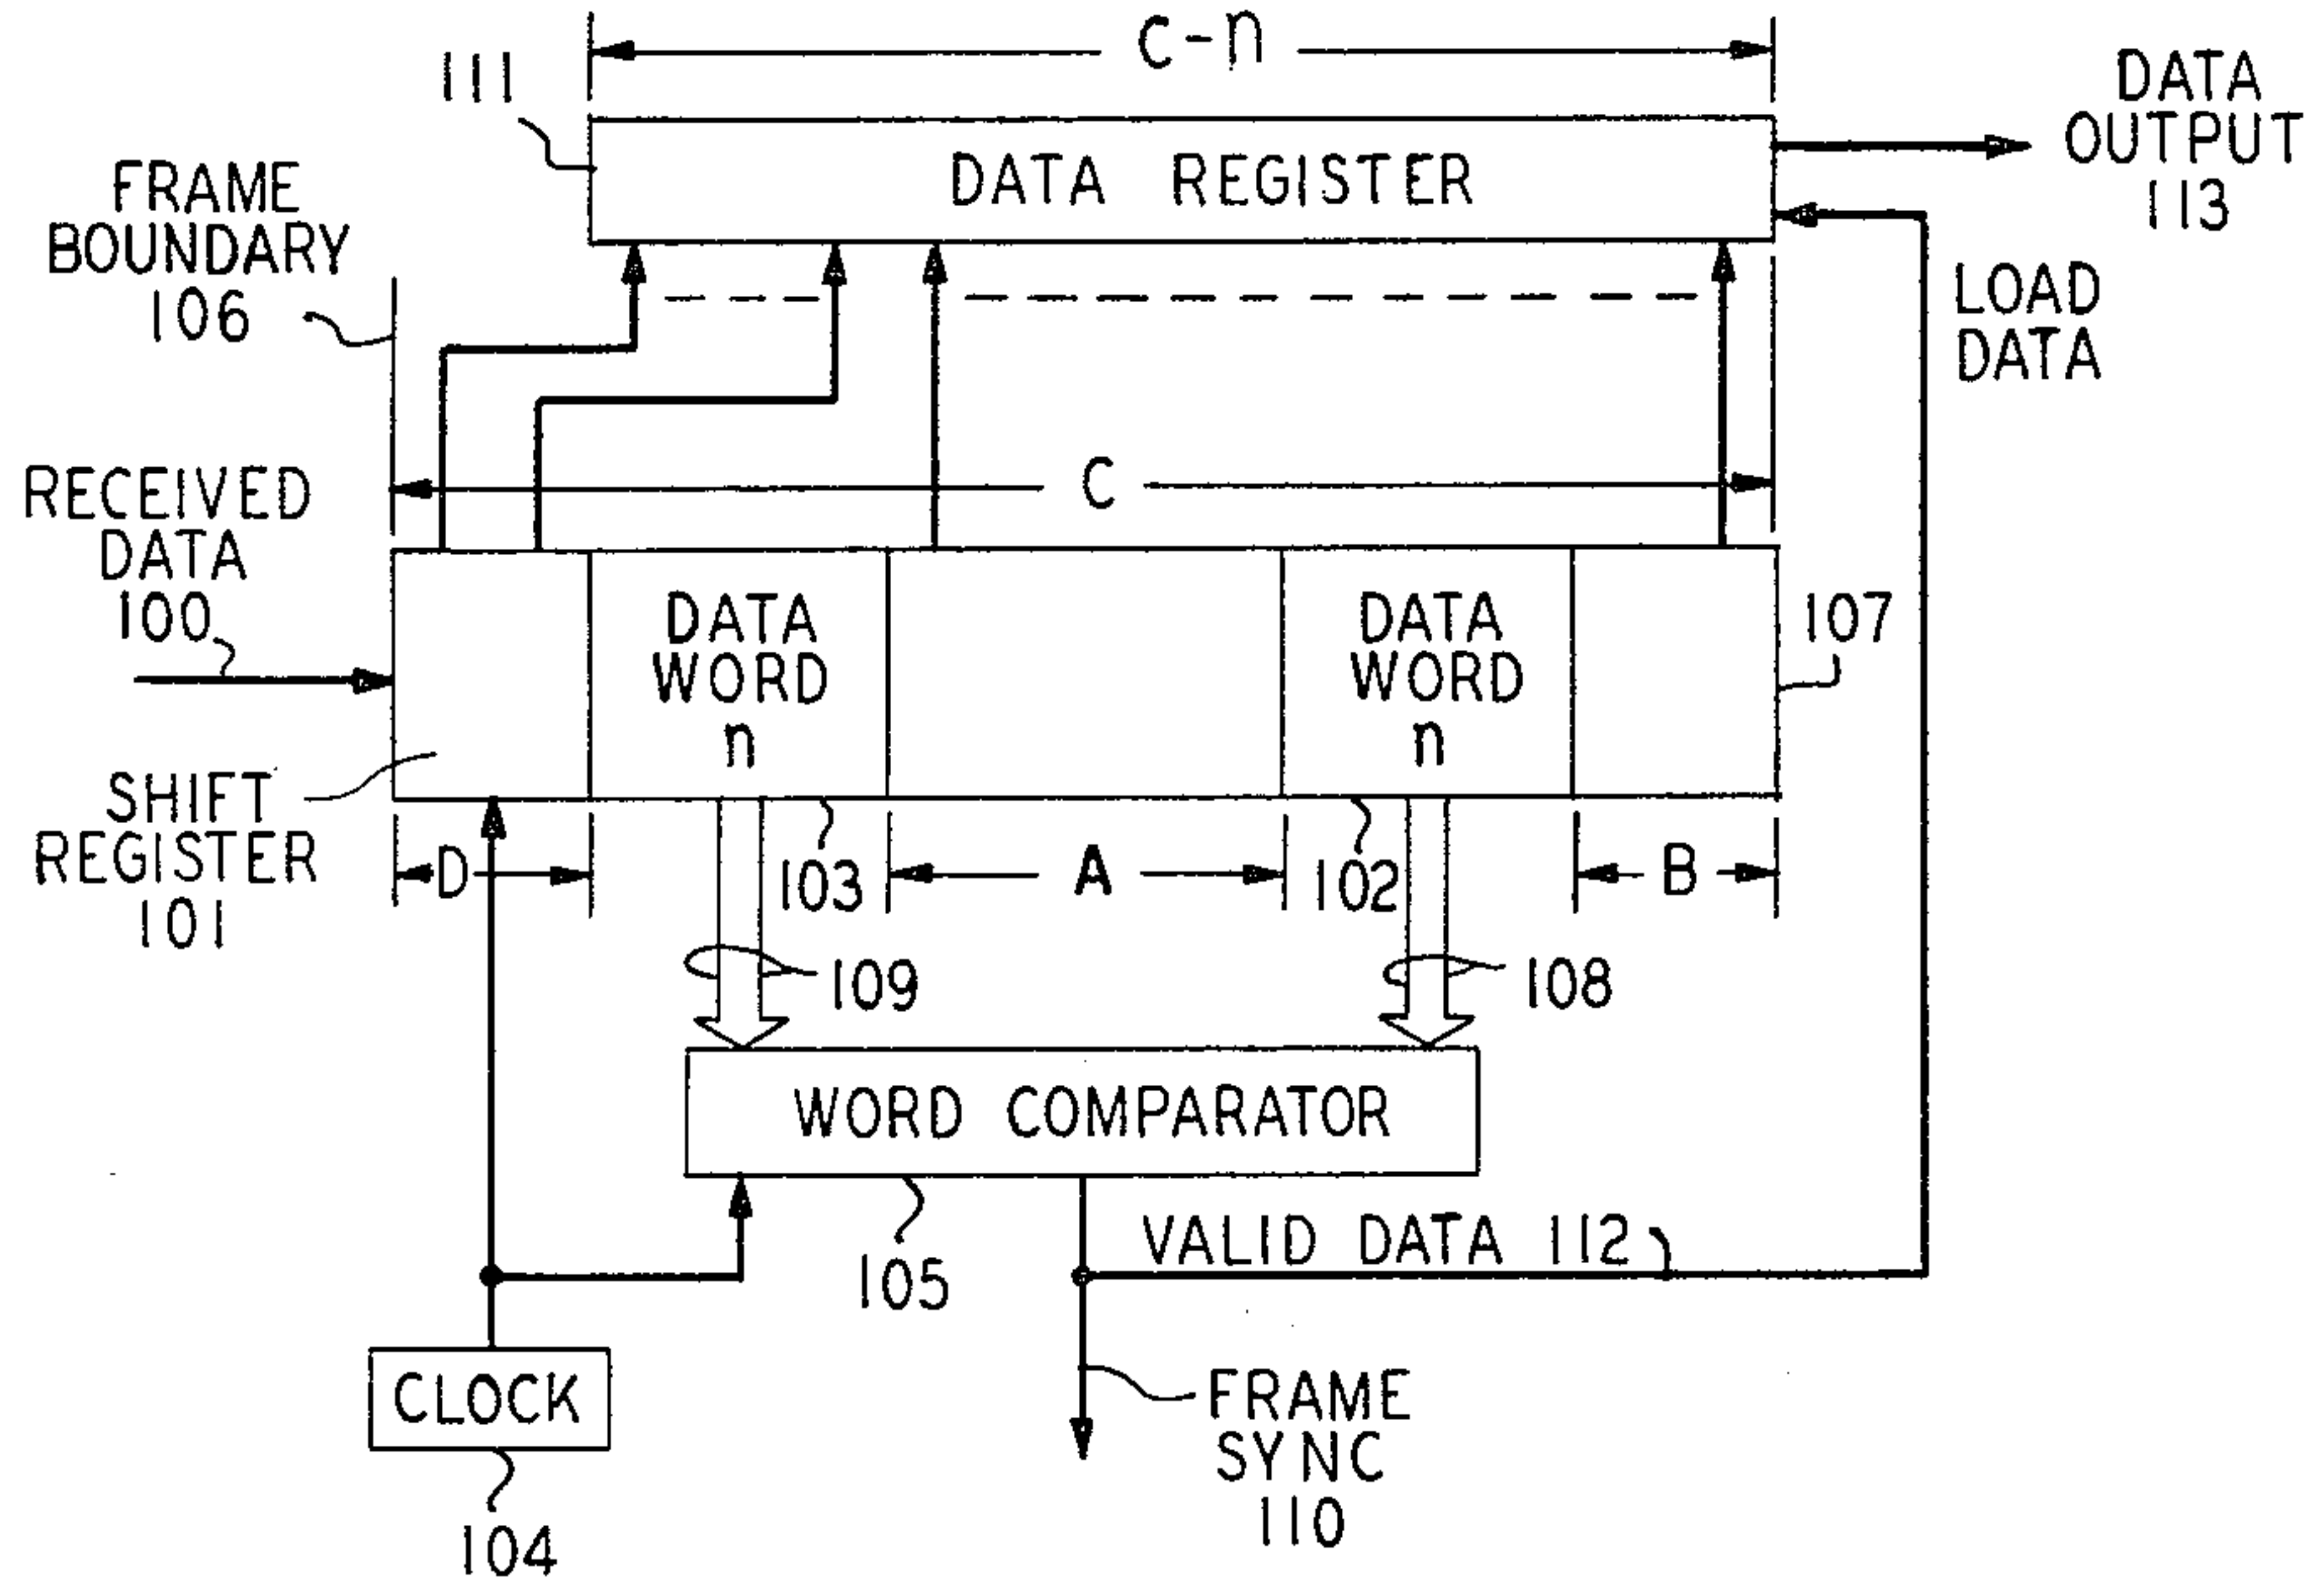 C-n
111
DATA
OUTPUT
113
DATA REGISTER
FRAME
BOUNDARY
106
LOAD
DATA
C
RECEIVED
DATA
100
DATA
WORD
n
DATA
WORD
n
107
SHIFT
REGISTER
101
D
103
A
102
B
109
108
WORD COMPARATOR
105
VALID DATA 112
CLOCK
104
FRAME
SYNC
110